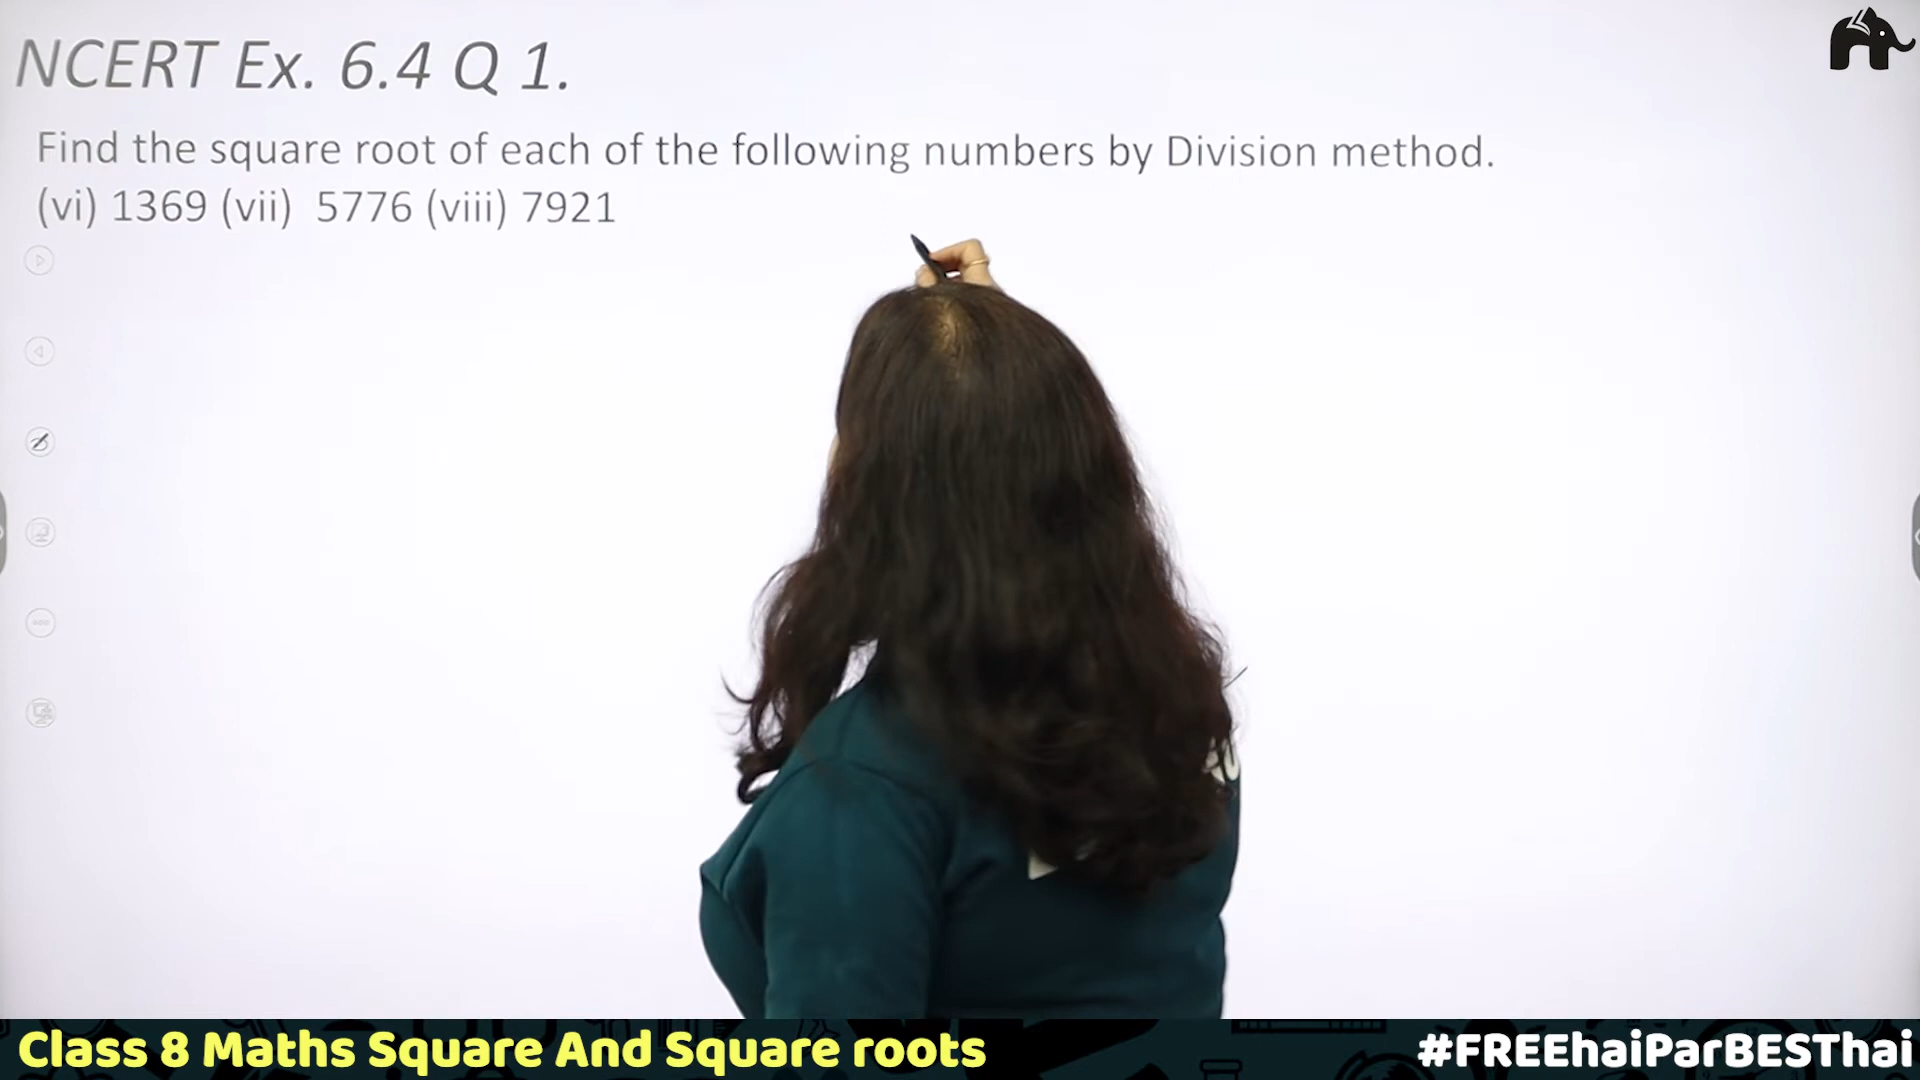 NCERT Ex. 6.4 Q 1.
Find the square root of each of the following numbers by Division method.
(vi) 1369 (vii) 5776 (viii) 7921
Class 8 Maths Square And Square roots
#FREEhaiParBESThai